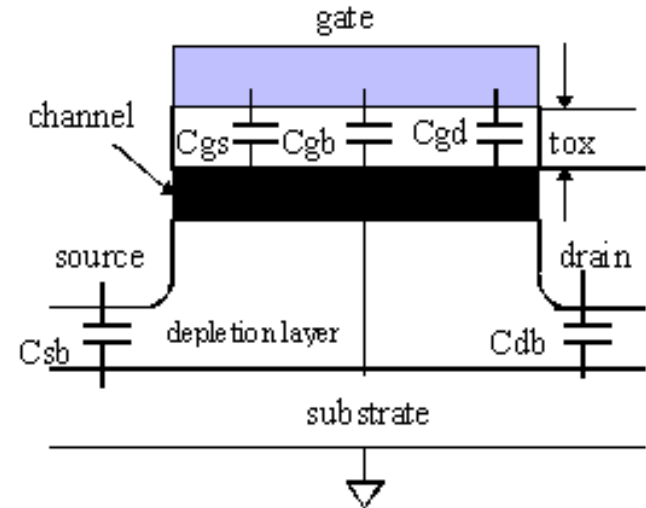 gate
channel
Cgs Cgb Cgd tox
source drain
Csb depletion layer Cdb
substrate